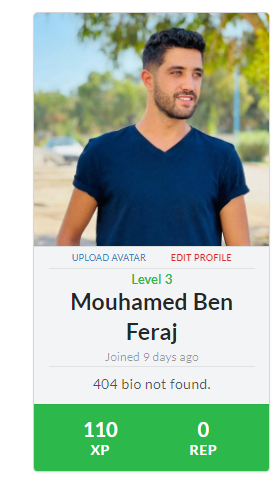 UPLOAD AVATAR EDIT PROFILE
Level 3
Mouhamed Ben
Feraj
Joined 9 days ago
404 bio not found.
110 0
XP REP